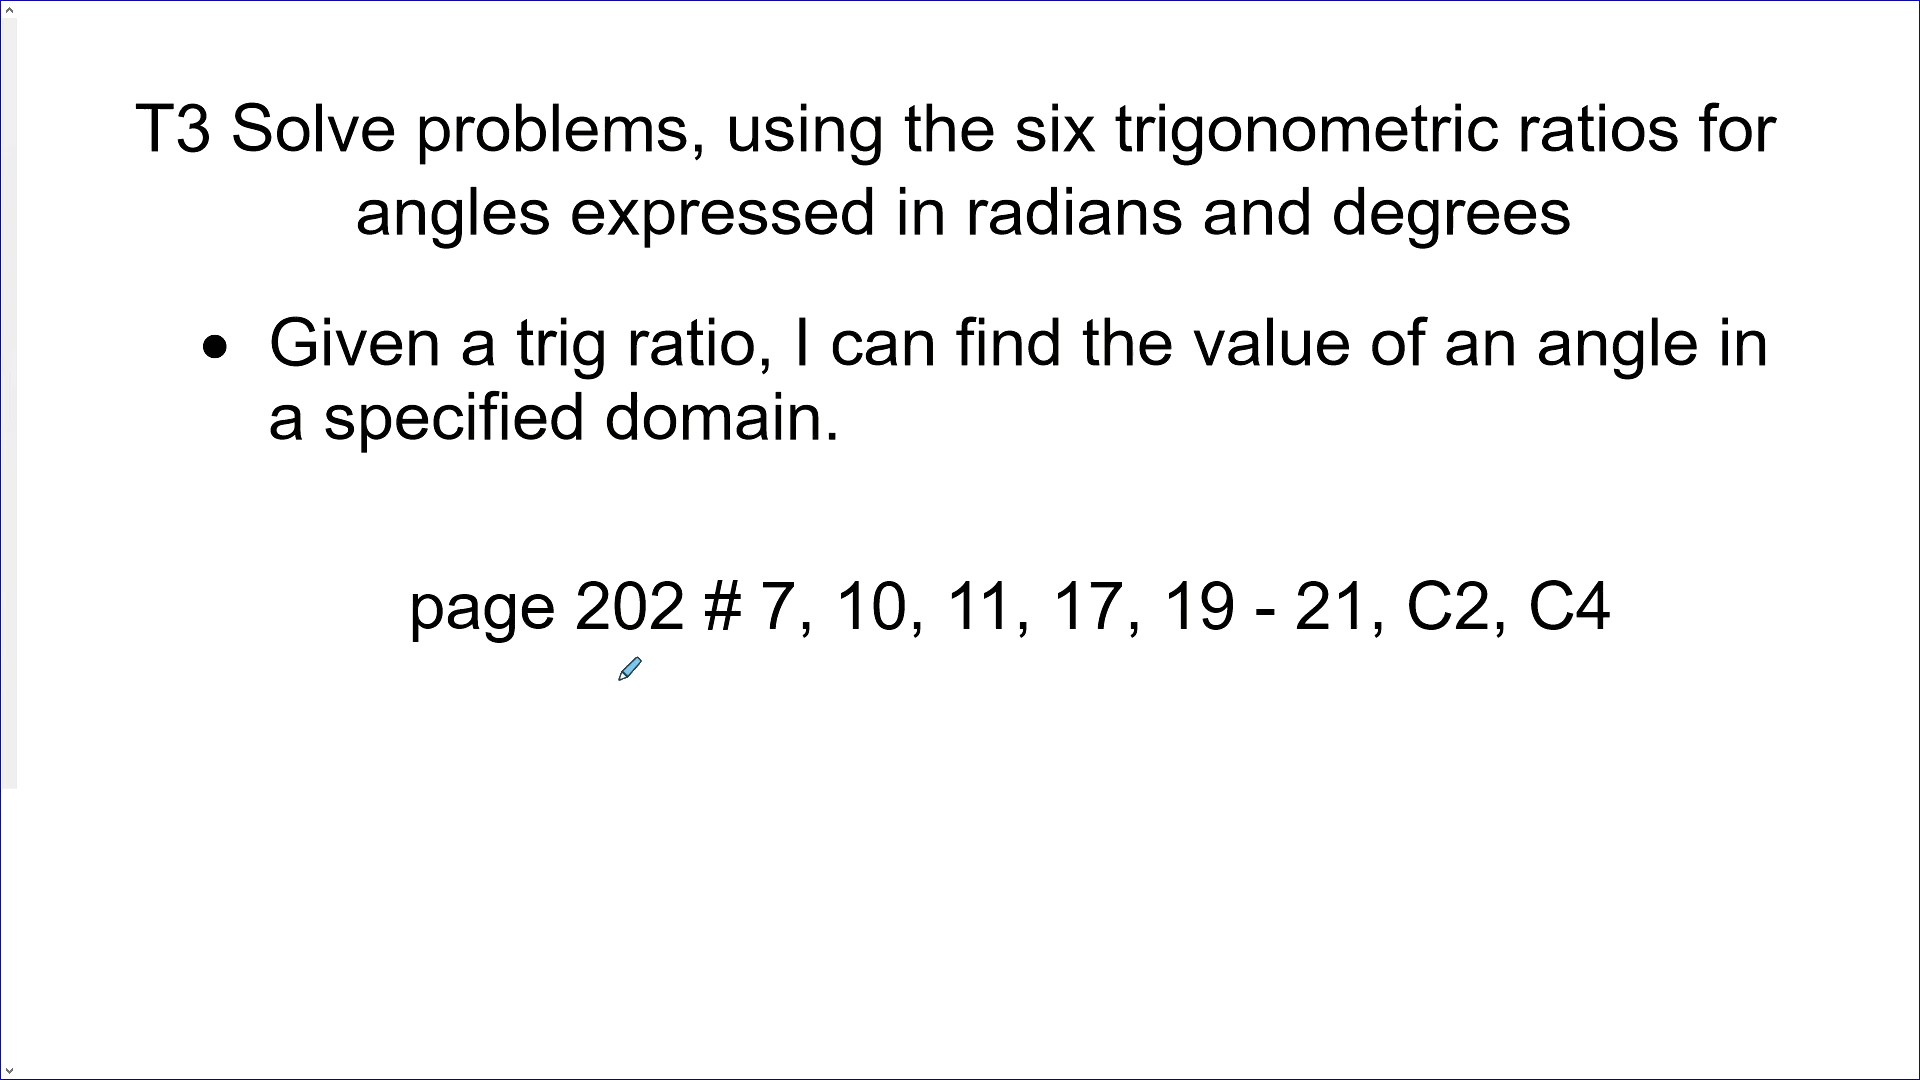 T3 Solve problems, using the six trigonometric ratios for
angles expressed in radians and degrees
● Given a trig ratio, I can find the value of an angle in
a specified domain.
page 202 # 7, 10, 11, 17, 19 - 21, C2, C4